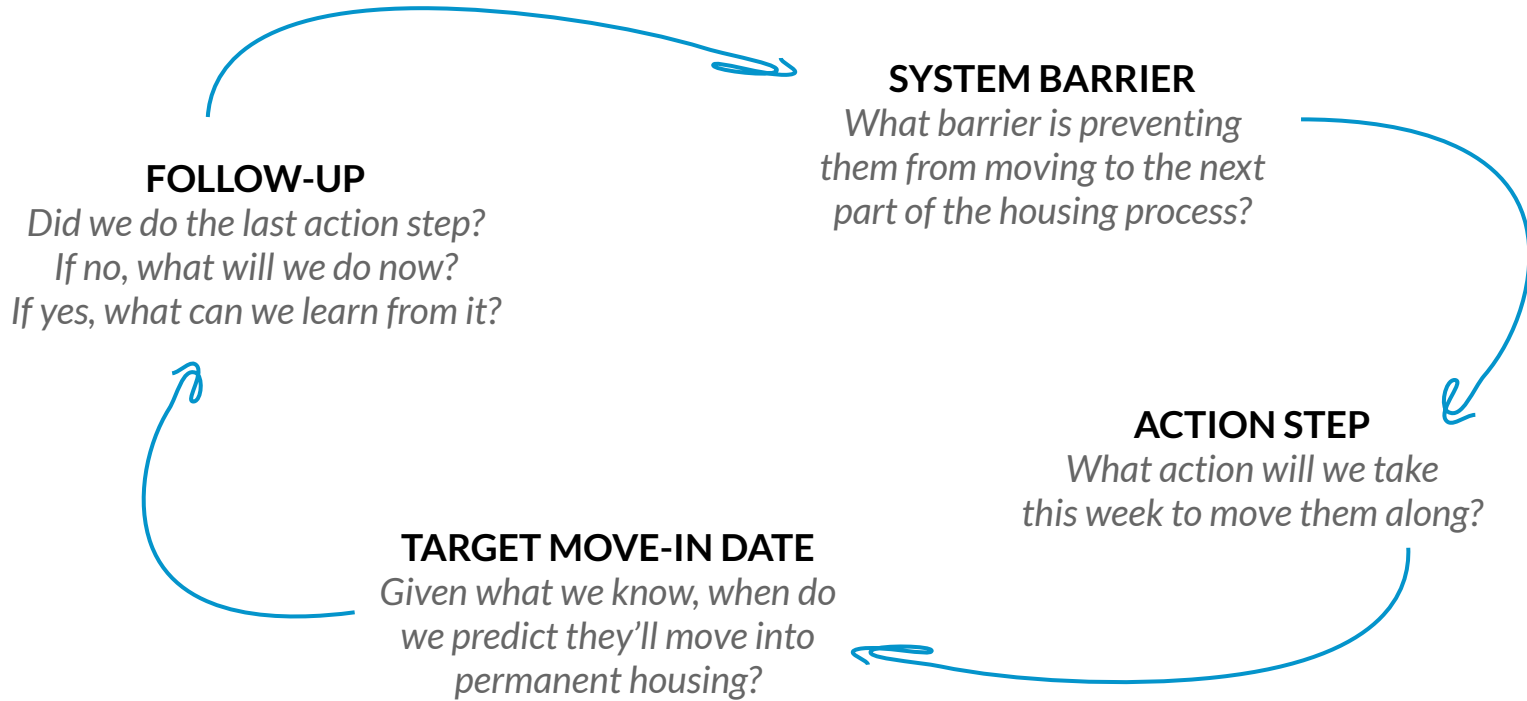 SYSTEM BARRIER
What barrier is preventing
them from moving to the next
part of the housing process?
FOLLOW-UP
Did we do the last action step?
If no, what will we do now?
If yes, what can we learn from it?
ACTION STEP
What action will we take
this week to move them along?
TARGET MOVE-IN DATE
Given what we know, when do
we predict they’ll move into
permanent housing?